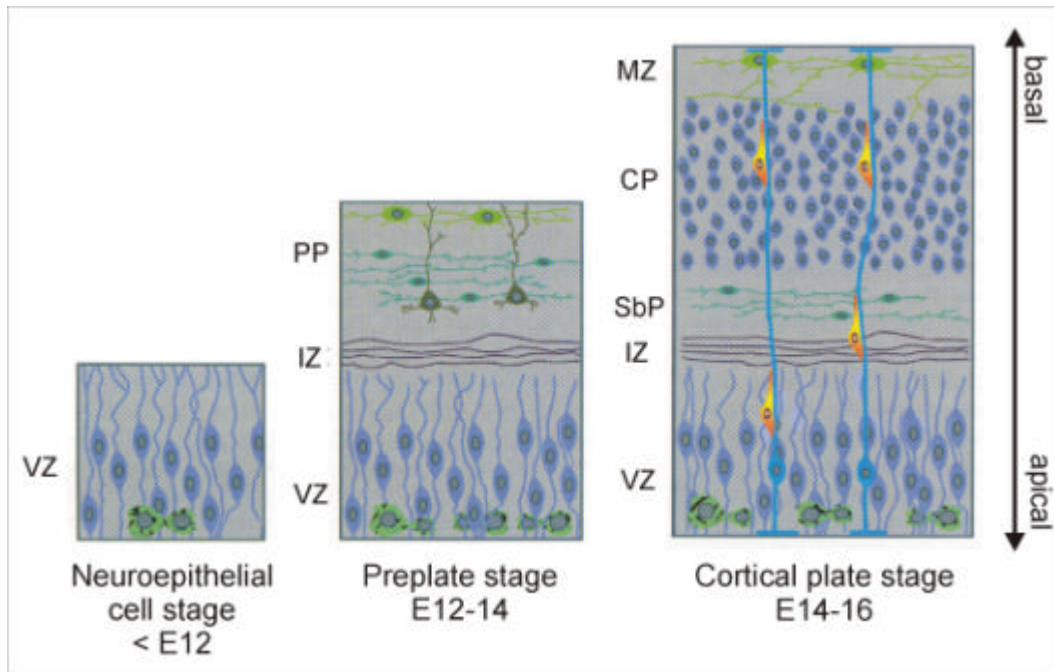 MZ
CP
SbP
IZ
VZ
PP
IZ
VZ
VZ
basal
apical
Neuroepithelial
cell stage
< E12
Preplate stage
E12-14
Cortical plate stage
E14-16